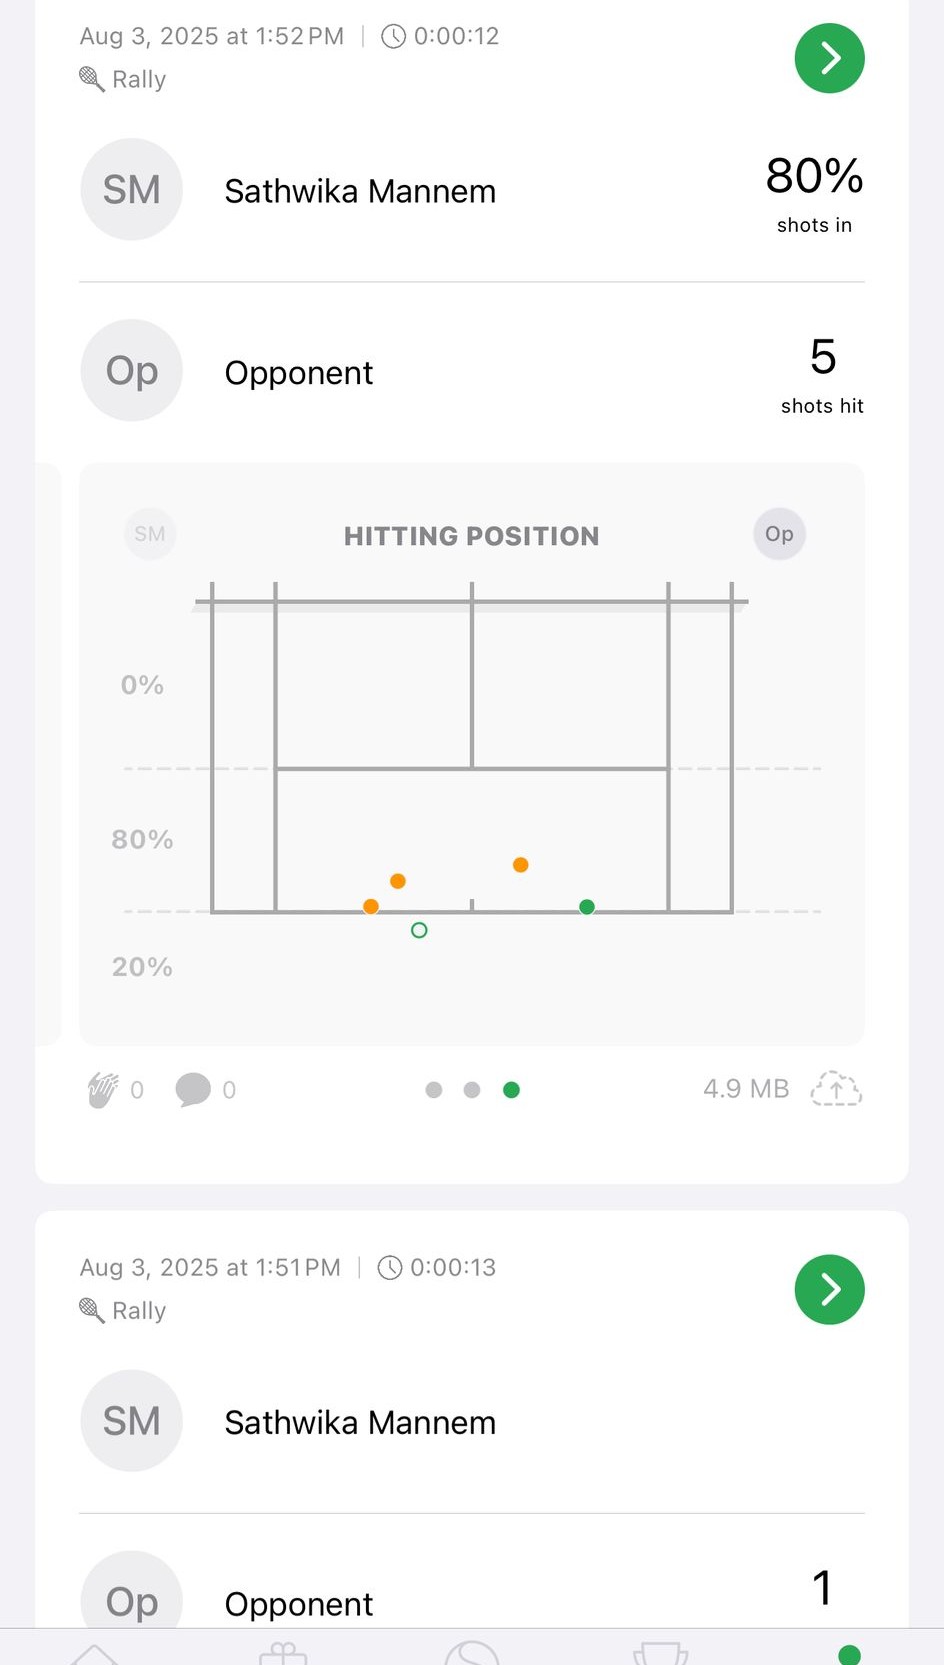 Aug 3, 2025 at 1:52 PM | 0:00:12
Rally
SM Sathwika Mannem 80%
shots in
Op Opponent 5
shots hit
SM HITTING POSITION Op
0%
80%
20%
0 0 4.9 MB
Aug 3, 2025 at 1:51 PM | 0:00:13
Rally
SM Sathwika Mannem
Op Opponent 1